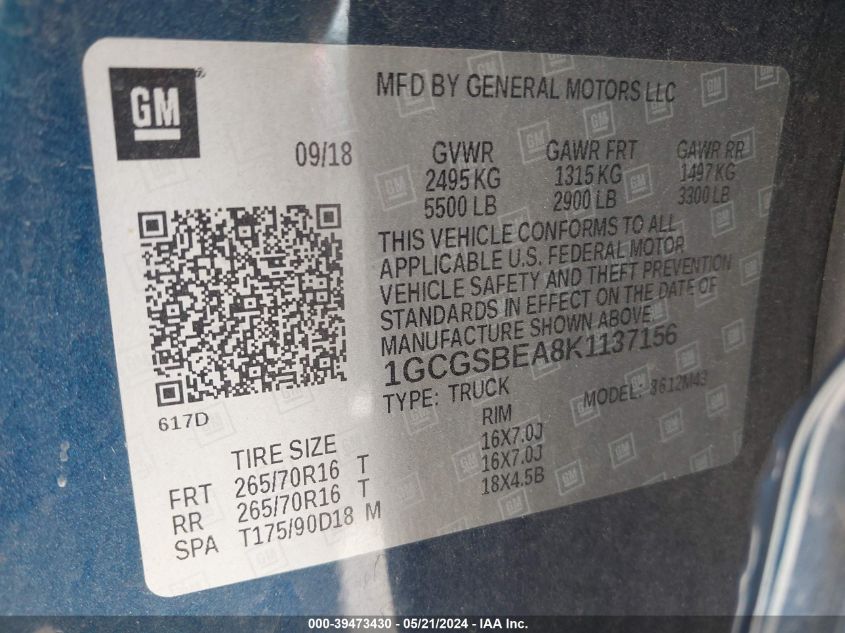 GM
MFD BY GENERAL MOTORS LLC
09/18
GVWR GAWR FRT GAWR RR
2495 KG 1315 KG 1497 KG
5500 LB 2900 LB 3300 LB
THIS VEHICLE CONFORMS TO ALL
APPLICABLE U.S. FEDERAL MOTOR
VEHICLE SAFETY AND THEFT PREVENTION
STANDARDS IN EFFECT ON THE DATE OF
MANUFACTURE SHOWN ABOVE.
1GCGSBEA8K1137156
TYPE: TRUCK MODEL: 8612M43
617D
TIRE SIZE RIM
FRT 265/70R16 T 16X7.0J
RR 265/70R16 T 16X7.0J
SPA T175/90D18 M 18X4.5B
000-39473430 - 05/21/2024 - IAA Inc.